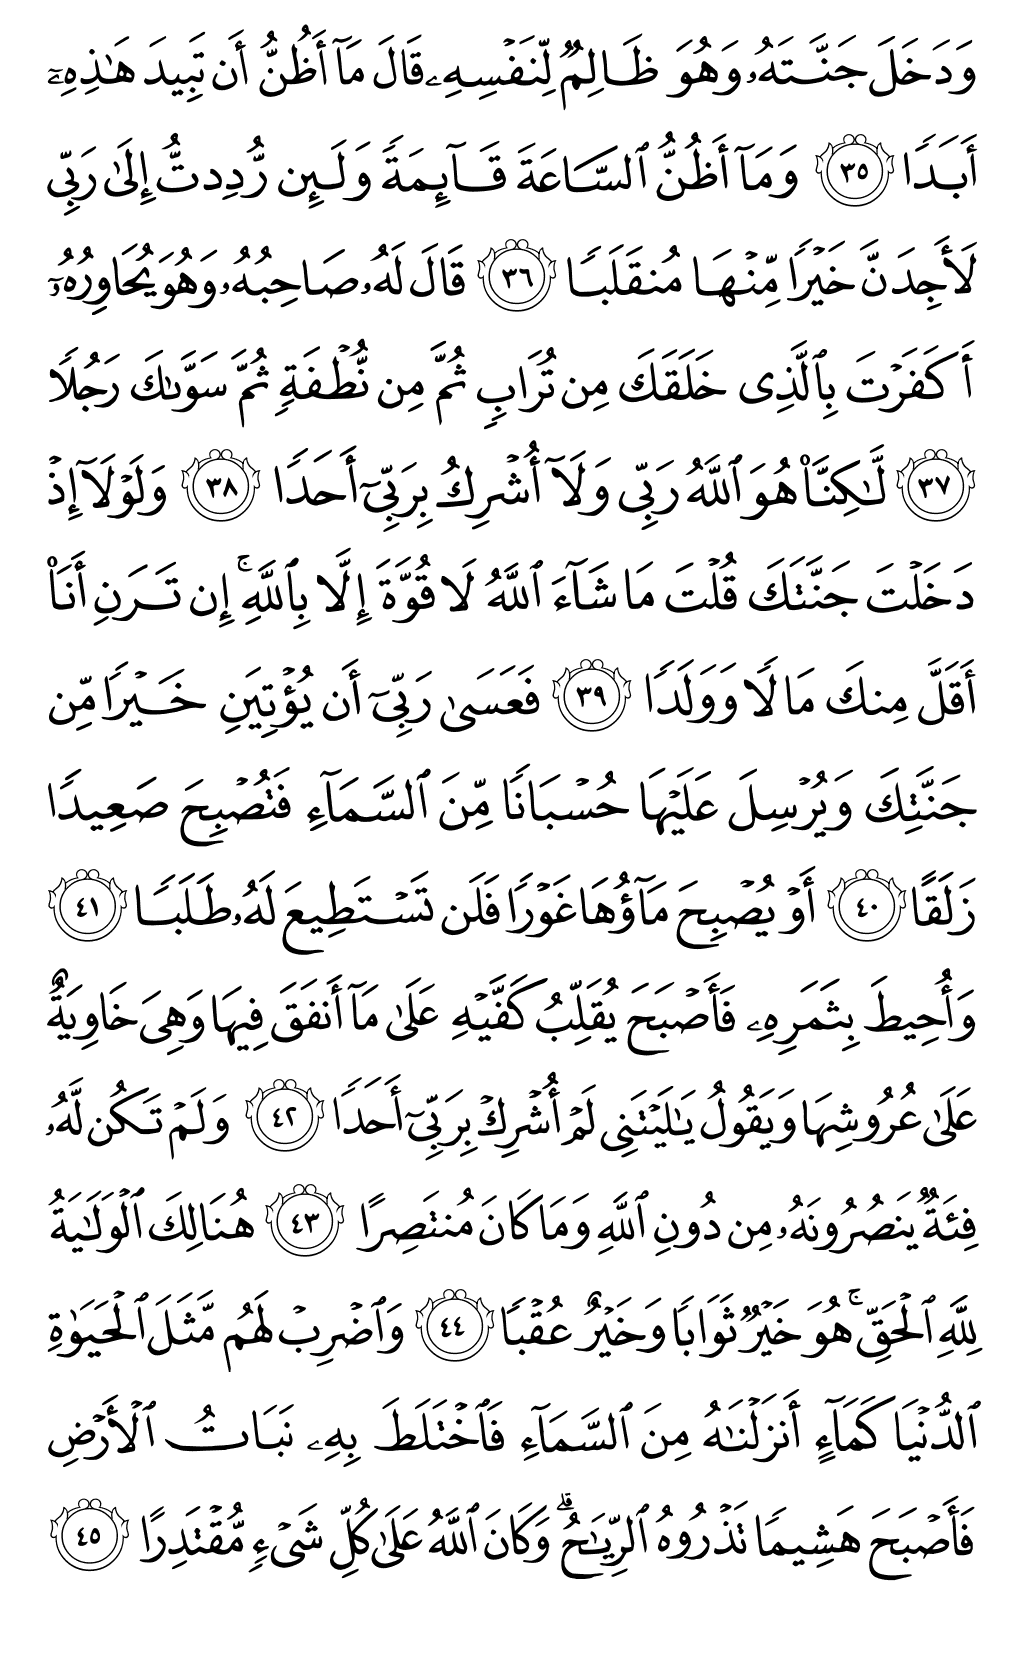 وَدَخَلَ جَنَّتَهُۥ وَهُوَ ظَالِمٌ لِّنَفْسِهِۦ قَالَ مَآ أَظُنُّ أَن تَبِيدَ هَٰذِهِۦٓ
أَبَدًا ٣٥ وَمَآ أَظُنُّ ٱلسَّاعَةَ قَآئِمَةً وَلَئِن رُّدِدتُّ إِلَىٰ رَبِّى
لَأَجِدَنَّ خَيْرًا مِّنْهَا مُنقَلَبًا ٣٦ قَالَ لَهُۥ صَاحِبُهُۥ وَهُوَ يُحَاوِرُهُۥٓ
أَكَفَرْتَ بِٱلَّذِى خَلَقَكَ مِن تُرَابٍ ثُمَّ مِن نُّطْفَةٍ ثُمَّ سَوَّىٰكَ رَجُلًا
٣٧ لَّٰكِنَّا۠ هُوَ ٱللَّهُ رَبِّى وَلَآ أُشْرِكُ بِرَبِّىٓ أَحَدًا ٣٨ وَلَوْلَآ إِذْ
دَخَلْتَ جَنَّتَكَ قُلْتَ مَا شَآءَ ٱللَّهُ لَا قُوَّةَ إِلَّا بِٱللَّهِ ۚ إِن تَرَنِ أَنَا۠
أَقَلَّ مِنكَ مَالًا وَوَلَدًا ٣٩ فَعَسَىٰ رَبِّىٓ أَن يُؤْتِيَنِ خَيْرًا مِّن
جَنَّتِكَ وَيُرْسِلَ عَلَيْهَا حُسْبَانًا مِّنَ ٱلسَّمَآءِ فَتُصْبِحَ صَعِيدًا
زَلَقًا ٤٠ أَوْ يُصْبِحَ مَآؤُهَا غَوْرًا فَلَن تَسْتَطِيعَ لَهُۥ طَلَبًا ٤١
وَأُحِيطَ بِثَمَرِهِۦ فَأَصْبَحَ يُقَلِّبُ كَفَّيْهِ عَلَىٰ مَآ أَنفَقَ فِيهَا وَهِىَ خَاوِيَةٌ
عَلَىٰ عُرُوشِهَا وَيَقُولُ يَٰلَيْتَنِى لَمْ أُشْرِكْ بِرَبِّىٓ أَحَدًا ٤٢ وَلَمْ تَكُن لَّهُۥ
فِئَةٌ يَنصُرُونَهُۥ مِن دُونِ ٱللَّهِ وَمَا كَانَ مُنتَصِرًا ٤٣ هُنَالِكَ ٱلْوَلَٰيَةُ
لِلَّهِ ٱلْحَقِّ ۚ هُوَ خَيْرٌ ثَوَابًا وَخَيْرٌ عُقْبًا ٤٤ وَٱضْرِبْ لَهُم مَّثَلَ ٱلْحَيَوٰةِ
ٱلدُّنْيَا كَمَآءٍ أَنزَلْنَٰهُ مِنَ ٱلسَّمَآءِ فَٱخْتَلَطَ بِهِۦ نَبَاتُ ٱلْأَرْضِ
فَأَصْبَحَ هَشِيمًا تَذْرُوهُ ٱلرِّيَٰحُ ۗ وَكَانَ ٱللَّهُ عَلَىٰ كُلِّ شَىْءٍ مُّقْتَدِرًا ٤٥